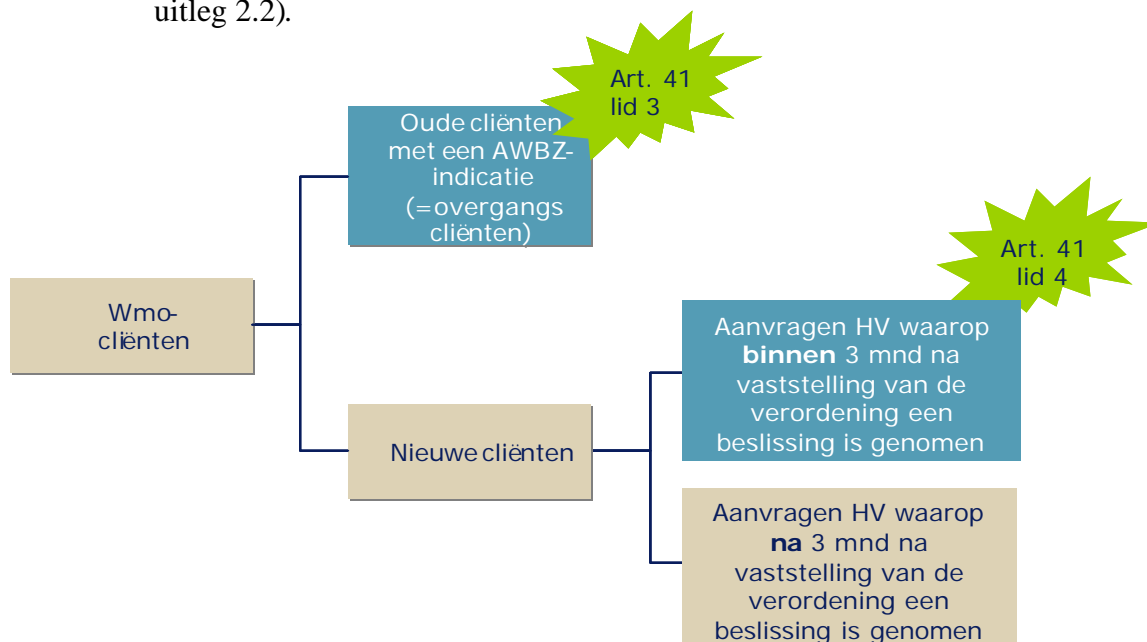 uitleg 2.2).
Art. 41
lid 3
Oude cliënten
met een AWBZ-
indicatie
(=overgangs
cliënten)
Art. 41
lid 4
Wmo-
cliënten
Aanvragen HV waarop
binnen 3 mnd na
vaststelling van de
verordening een
beslissing is genomen
Nieuwe cliënten
Aanvragen HV waarop
na 3 mnd na
vaststelling van de
verordening een
beslissing is genomen